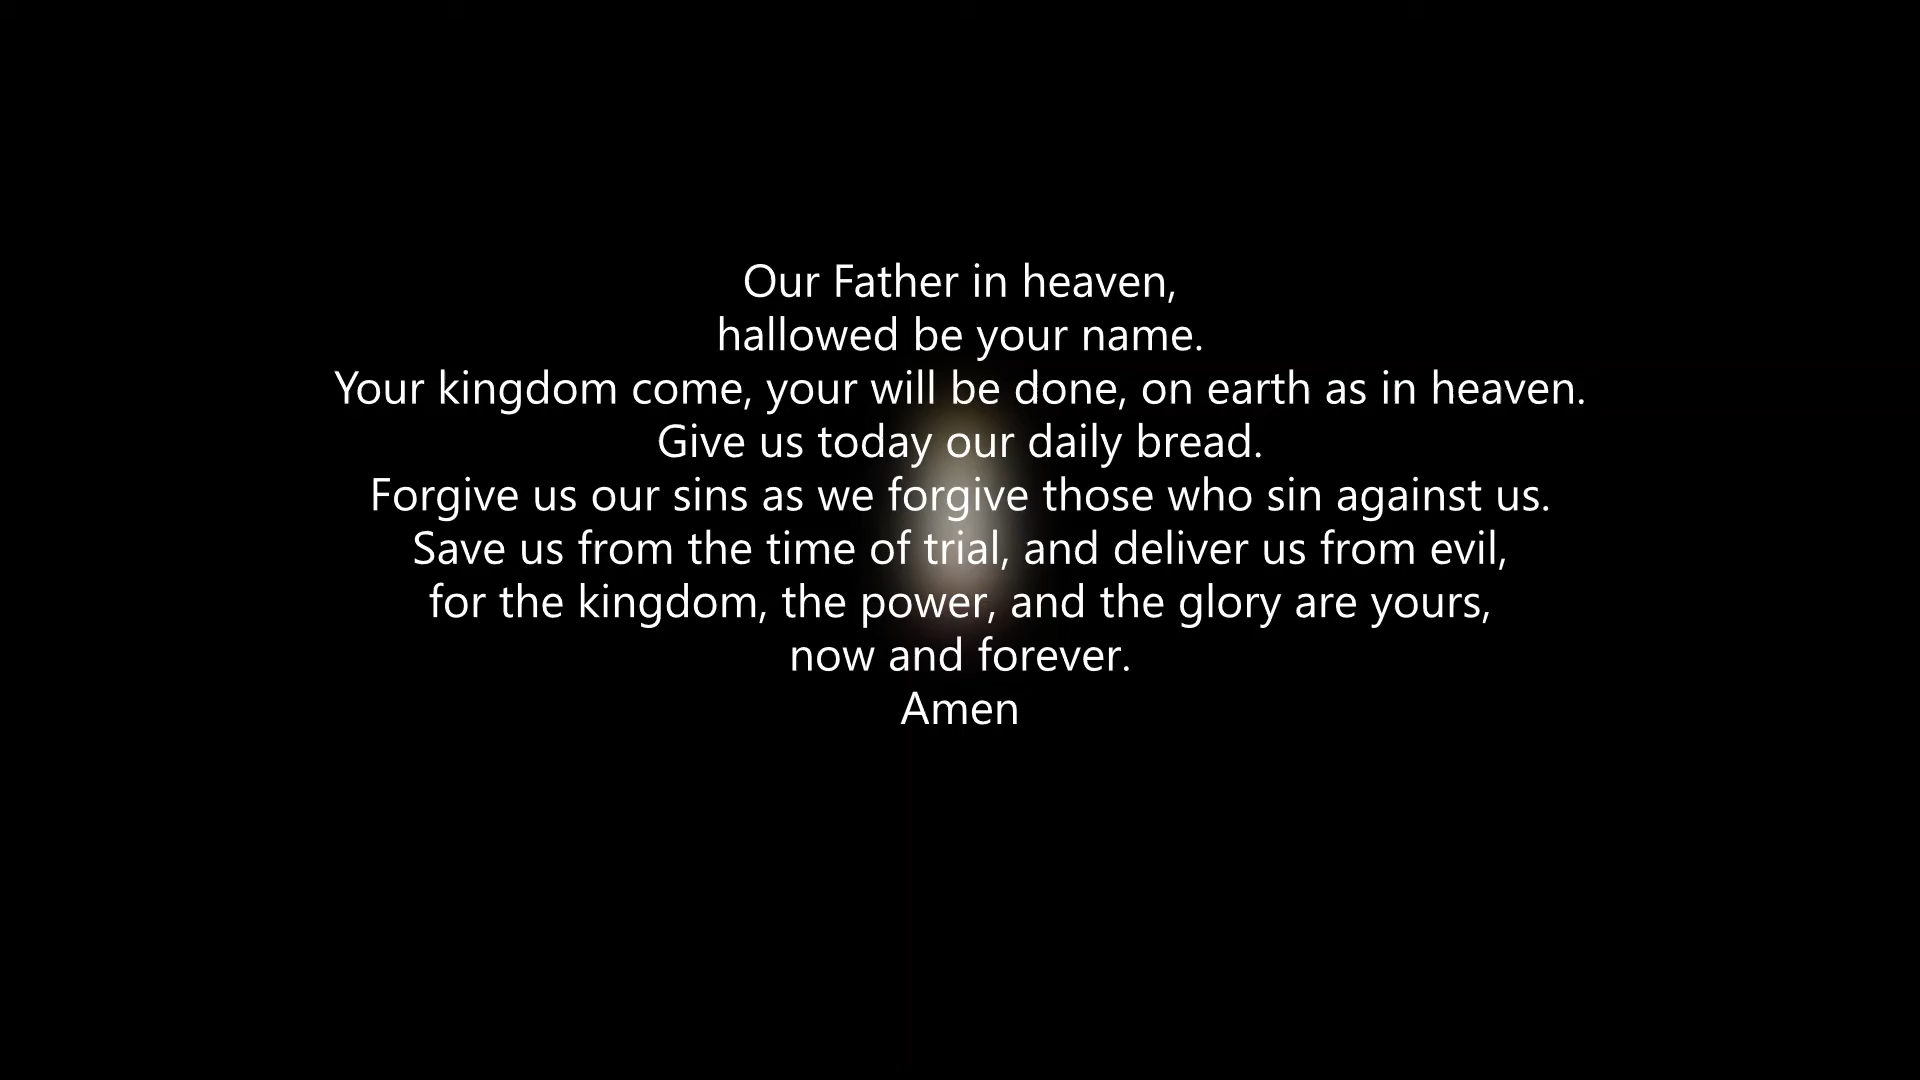 Our Father in heaven,
hallowed be your name.
Your kingdom come, your will be done, on earth as in heaven.
Give us today our daily bread.
Forgive us our sins as we forgive those who sin against us.
Save us from the time of trial, and deliver us from evil,
for the kingdom, the power, and the glory are yours,
now and forever.
Amen